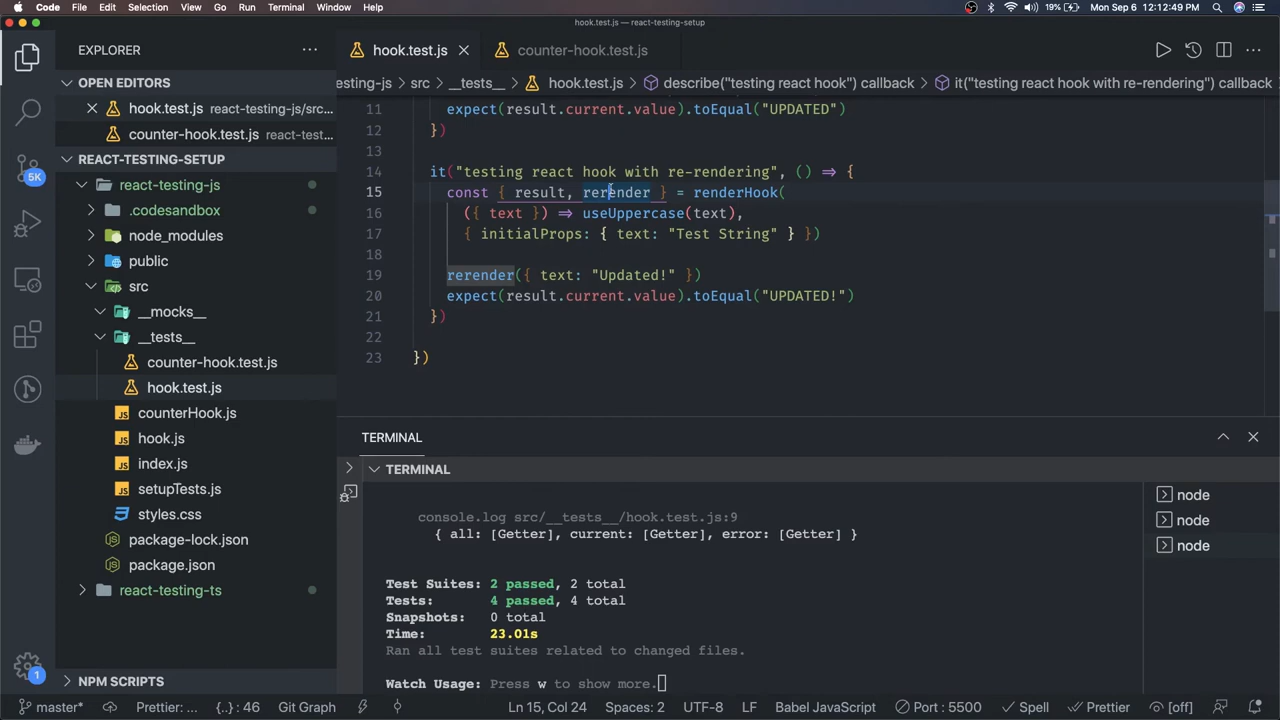 Code File Edit Selection View Go Run Terminal Window Help 19% Mon Sep 6 12:12:49 PM
hook.test.js — react-testing-setup
EXPLORER
hook.test.js
counter-hook.test.js
esting-js > src > __tests__ > hook.test.js > describe("testing react hook") callback > it("testing react hook with re-rendering") callback
OPEN EDITORS
hook.test.js react-testing-js/src...
counter-hook.test.js react-test...
REACT-TESTING-SETUP
react-testing-js
.codesandbox
node_modules
public
src
__mocks__
__tests__
counter-hook.test.js
hook.test.js
counterHook.js
hook.js
index.js
setupTests.js
styles.css
package-lock.json
package.json
react-testing-ts
NPM SCRIPTS
5K
1
11 expect(result.current.value).toEqual("UPDATED")
12 })
13
14 it("testing react hook with re-rendering", () => {
15 const { result, rerender } = renderHook(
16 ({ text }) => useUppercase(text),
17 { initialProps: { text: "Test String" } })
18
19 rerender({ text: "Updated!" })
20 expect(result.current.value).toEqual("UPDATED!")
21 })
22
23 })
TERMINAL
TERMINAL
console.log src/__tests__/hook.test.js:9
{ all: [Getter], current: [Getter], error: [Getter] }
Test Suites: 2 passed, 2 total
Tests: 4 passed, 4 total
Snapshots: 0 total
Time: 23.01s
Ran all test suites related to changed files.
Watch Usage: Press w to show more.
node
node
node
master* Prettier: ... {..} : 46 Git Graph Ln 15, Col 24 Spaces: 2 UTF-8 LF Babel JavaScript Port : 5500 Spell Prettier [off]